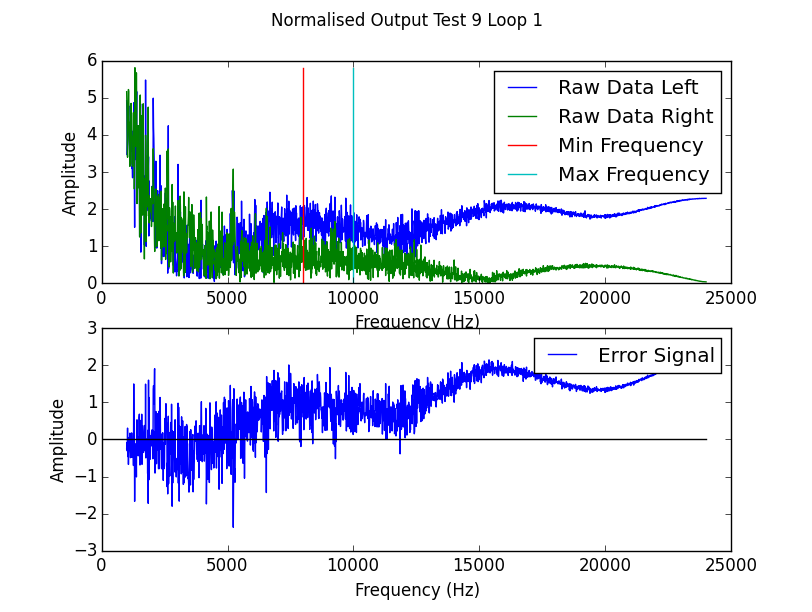 Normalised Output Test 9 Loop 1
6
5
4
3
2
1
0
Amplitude
Raw Data Left
Raw Data Right
Min Frequency
Max Frequency
0 5000 10000 15000 20000 25000
Frequency (Hz)
3
2
1
0
−1
−2
−3
Amplitude
Error Signal
0 5000 10000 15000 20000 25000
Frequency (Hz)